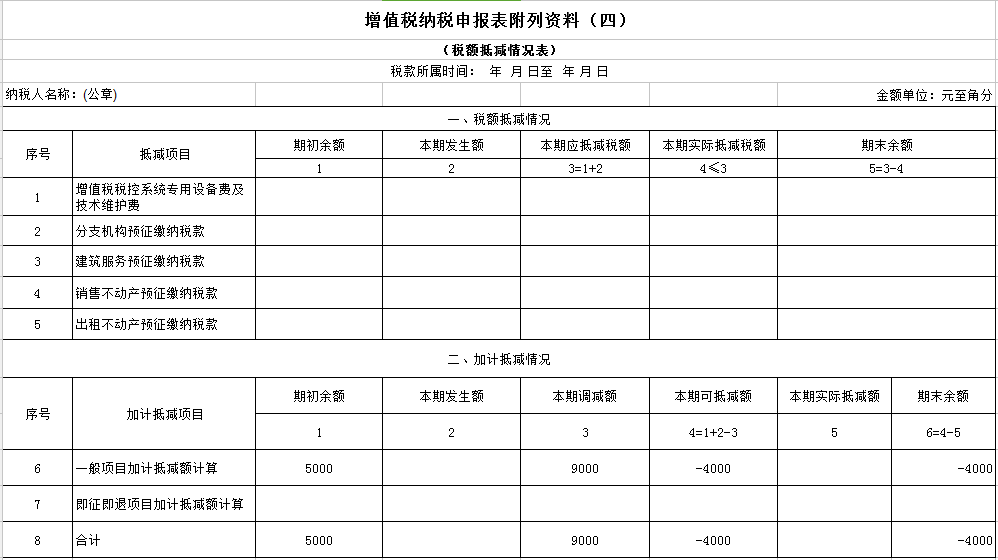 增值税纳税申报表附列资料（四）
（税额抵减情况表）
税款所属时间： 年 月 日至 年 月 日
纳税人名称：(公章) 金额单位：元至角分
一、税额抵减情况
序号 抵减项目 期初余额 本期发生额 本期应抵减税额 本期实际抵减税额 期末余额
1 2 3=1+2 4≤3 5=3-4
1 增值税税控系统专用设备费及
技术维护费
2 分支机构预征缴纳税款
3 建筑服务预征缴纳税款
4 销售不动产预征缴纳税款
5 出租不动产预征缴纳税款
二、加计抵减情况
序号 加计抵减项目 期初余额 本期发生额 本期调减额 本期可抵减额 本期实际抵减额 期末余额
1 2 3 4=1+2-3 5 6=4-5
6 一般项目加计抵减额计算 5000 9000 -4000 -4000
7 即征即退项目加计抵减额计算
8 合计 5000 9000 -4000 -4000